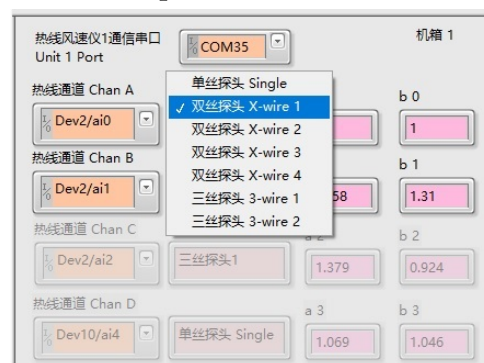 热线风速仪1通信串口
Unit 1 Port
COM35
机箱 1
热线通道 Chan A
Dev2/ai0
单丝探头 Single
✓ 双丝探头 X-wire 1
双丝探头 X-wire 2
双丝探头 X-wire 3
双丝探头 X-wire 4
三丝探头 3-wire 1
三丝探头 3-wire 2
b 0
1
热线通道 Chan B
Dev2/ai1
58
b 1
1.31
热线通道 Chan C
Dev2/ai2
三丝探头1
a 2
1.379
b 2
0.924
热线通道 Chan D
Dev10/ai4
单丝探头 Single
a 3
1.069
b 3
1.046